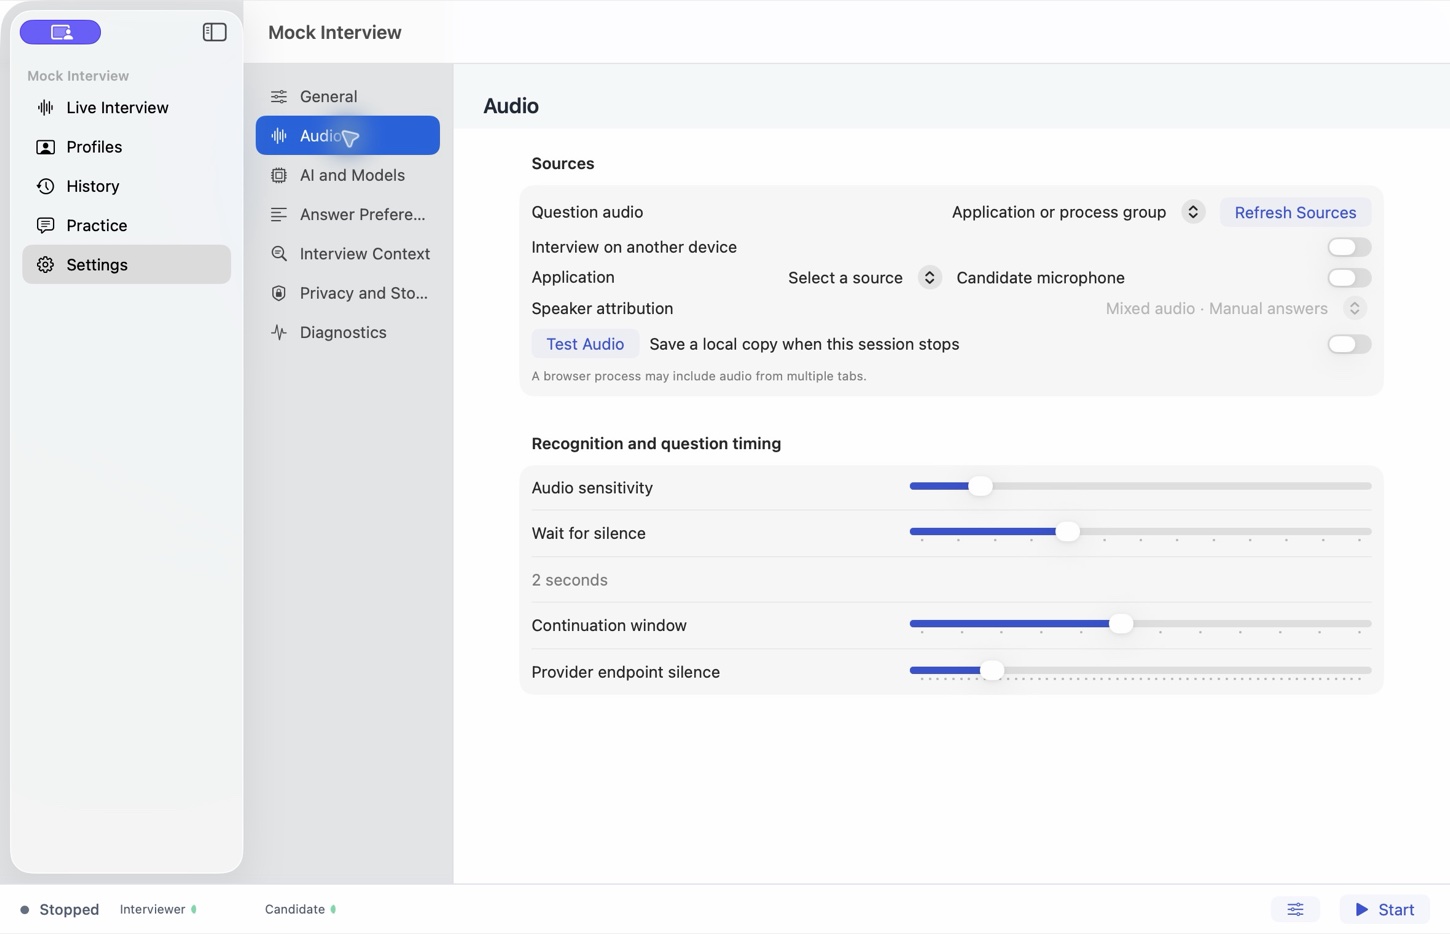 Mock Interview
Mock Interview
Live Interview
Profiles
History
Practice
Settings
General
Audio
AI and Models
Answer Prefere...
Interview Context
Privacy and Sto...
Diagnostics
Audio
Sources
Question audio Application or process group Refresh Sources
Interview on another device
Application Select a source Candidate microphone
Speaker attribution Mixed audio · Manual answers
Test Audio Save a local copy when this session stops
A browser process may include audio from multiple tabs.
Recognition and question timing
Audio sensitivity
Wait for silence
2 seconds
Continuation window
Provider endpoint silence
Stopped Interviewer Candidate Start